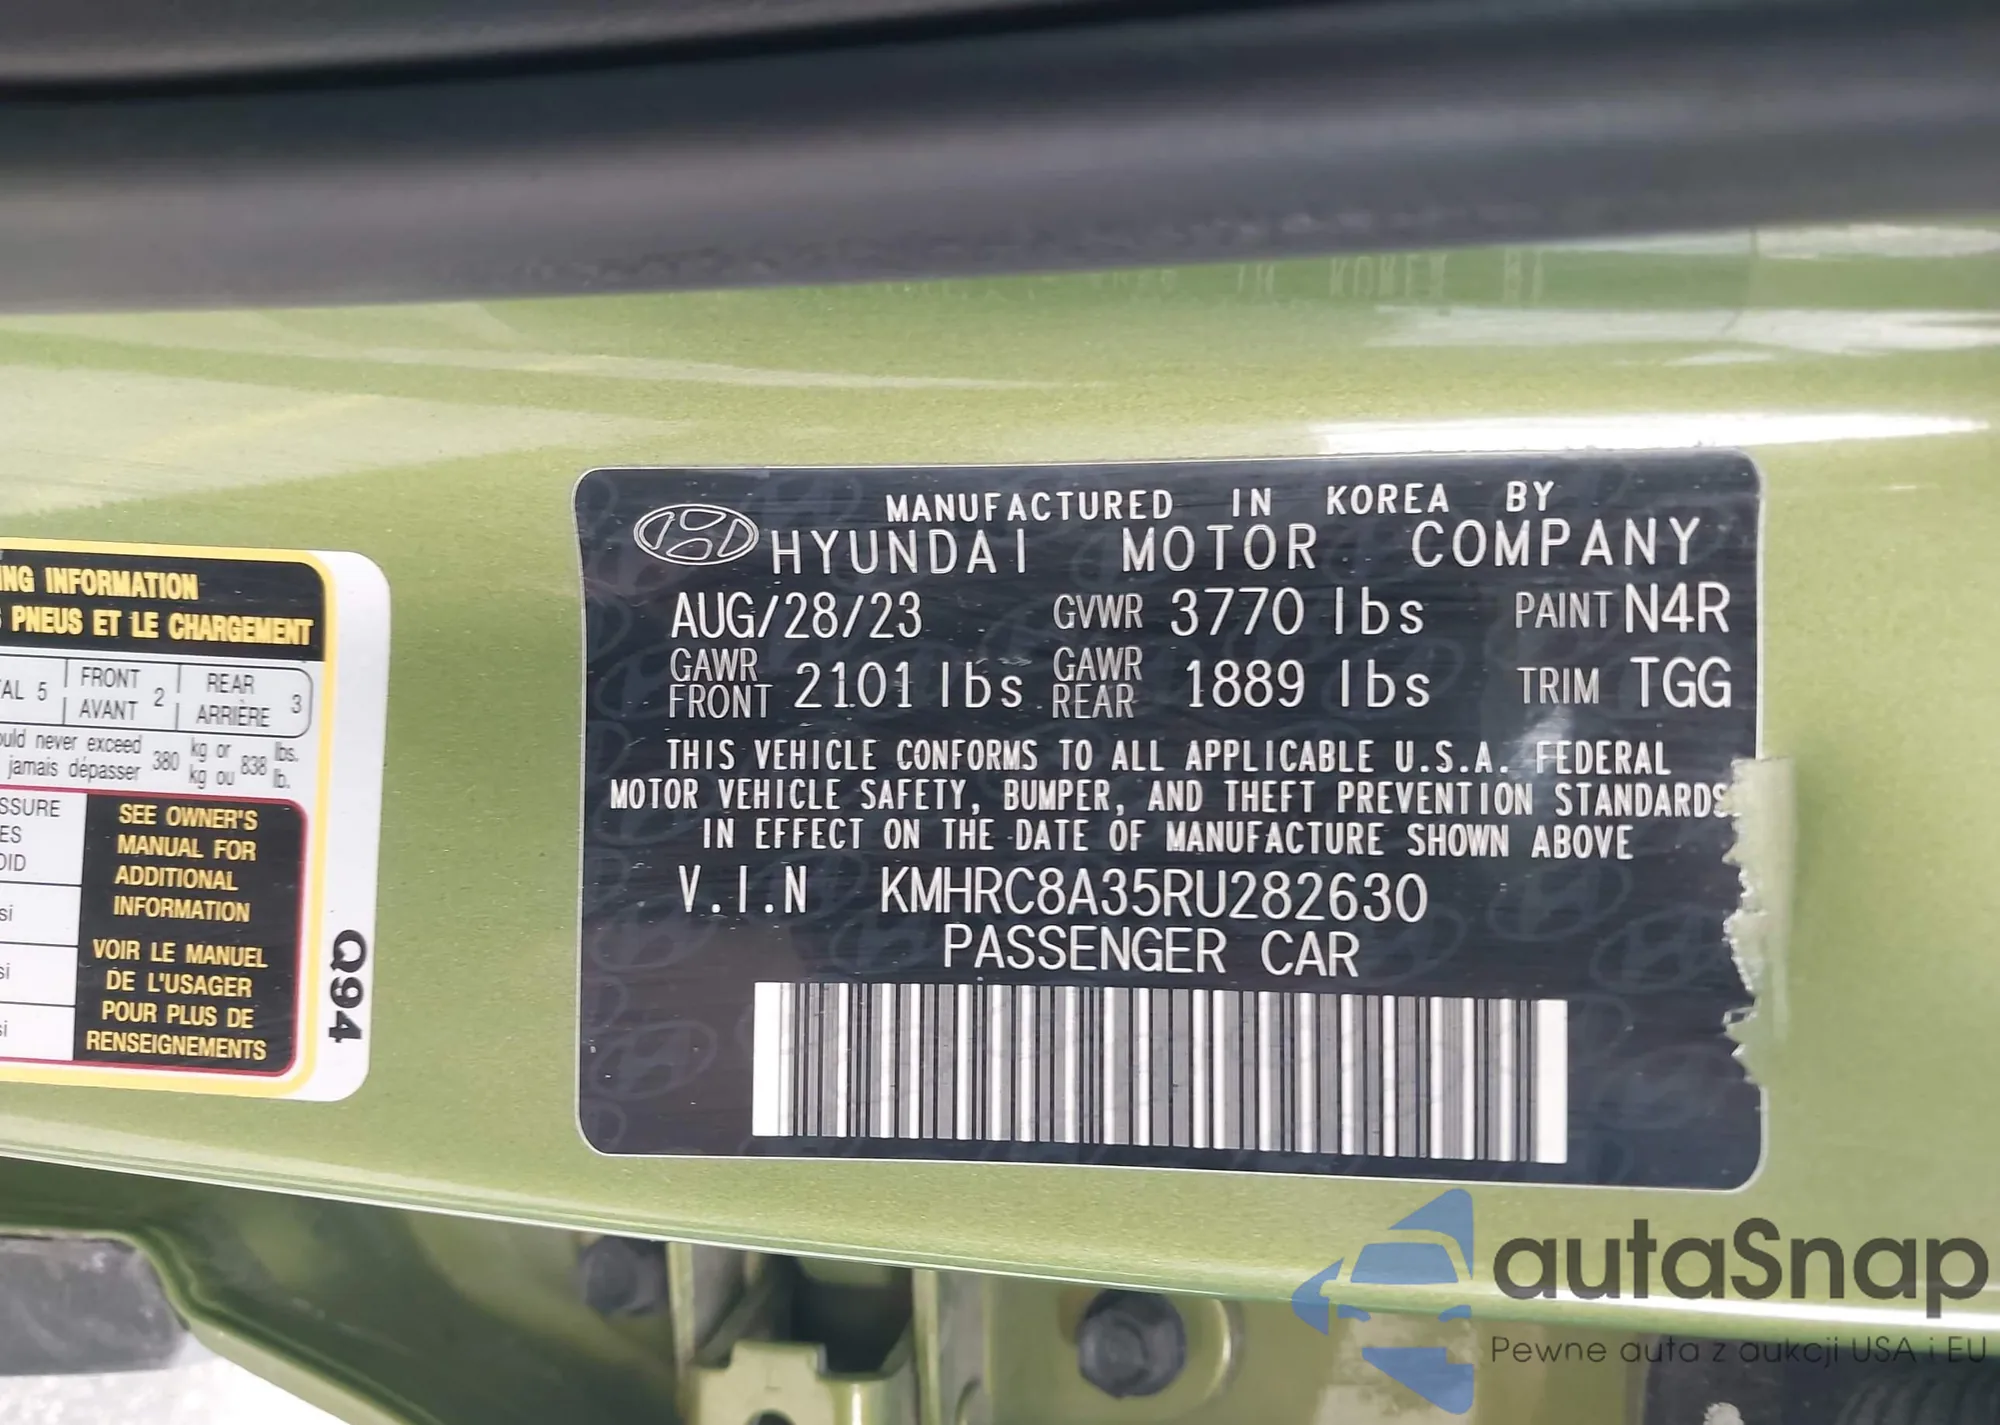 MANUFACTURED IN KOREA BY
HYUNDAI MOTOR COMPANY
AUG/28/23 GVWR 3770 lbs PAINT N4R
GAWR FRONT 2101 lbs GAWR REAR 1889 lbs TRIM TGG
THIS VEHICLE CONFORMS TO ALL APPLICABLE U.S.A. FEDERAL
MOTOR VEHICLE SAFETY, BUMPER, AND THEFT PREVENTION STANDARDS
IN EFFECT ON THE DATE OF MANUFACTURE SHOWN ABOVE
V.I.N KMHRC8A35RU282630
PASSENGER CAR
INFORMATION
PNEUS ET LE CHARGEMENT
5 FRONT AVANT 2 REAR ARRIÈRE 3
never exceed 380 kg or 838 lbs.
jamais dépasser kg ou lb.
SEE OWNER'S
MANUAL FOR
ADDITIONAL
INFORMATION
VOIR LE MANUEL
DE L'USAGER
POUR PLUS DE
RENSEIGNEMENTS
Q94
autaSnap
Pewne auta z aukcji USA i EU